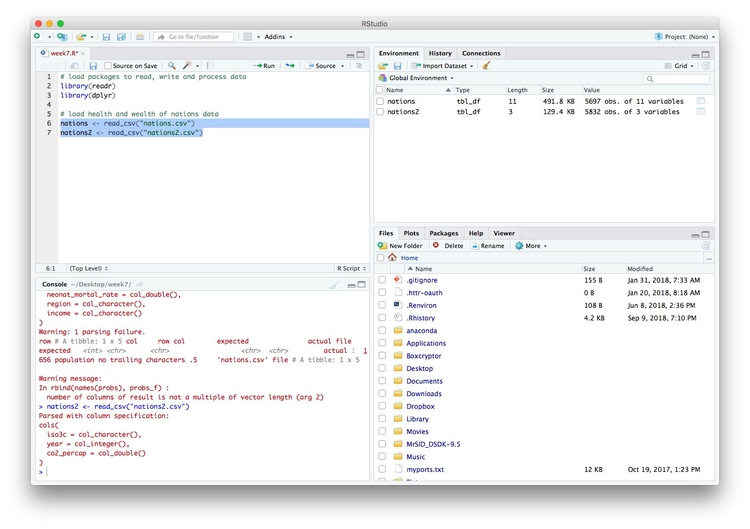 RStudio
Go to file/function
Addins
Project: (None)
week7.R*
Source on Save
Run
Source
1 # load packages to read, write and process data
2 library(readr)
3 library(dplyr)
4
5 # load health and wealth of nations data
6 nations <- read_csv("nations.csv")
7 nations2 <- read_csv("nations2.csv")
6:1 (Top Level) R Script
Console ~/Desktop/week7/
neonat_mortal_rate = col_double(),
region = col_character(),
income = col_character()
)
Warning: 1 parsing failure.
row # A tibble: 1 x 5 col row col expected actual file
expected <int> <chr> <chr> <chr> <chr> actual 1 1
656 population no trailing characters .5 'nations.csv' file # A tibble: 1 x 5
Warning message:
In rbind(names(probs), probs_f) :
number of columns of result is not a multiple of vector length (arg 2)
> nations2 <- read_csv("nations2.csv")
Parsed with column specification:
cols(
iso3c = col_character(),
year = col_integer(),
co2_percap = col_double()
)
>
Environment History Connections
Import Dataset Grid
Global Environment
Name Type Length Size Value
nations tbl_df 11 491.8 KB 5697 obs. of 11 variables
nations2 tbl_df 3 129.4 KB 5832 obs. of 3 variables
Files Plots Packages Help Viewer
New Folder Delete Rename More
Home ...
Name Size Modified
.gitignore 155 B Jan 31, 2018, 7:33 AM
.httr-oauth 0 B Jan 20, 2018, 8:18 AM
.Renviron 108 B Jun 8, 2018, 2:36 PM
.Rhistory 4.2 KB Sep 9, 2018, 7:10 PM
anaconda
Applications
Boxcryptor
Desktop
Documents
Downloads
Dropbox
Library
Movies
MrSID_DSDK-9.5
Music
myports.txt 12 KB Oct 19, 2017, 1:23 PM